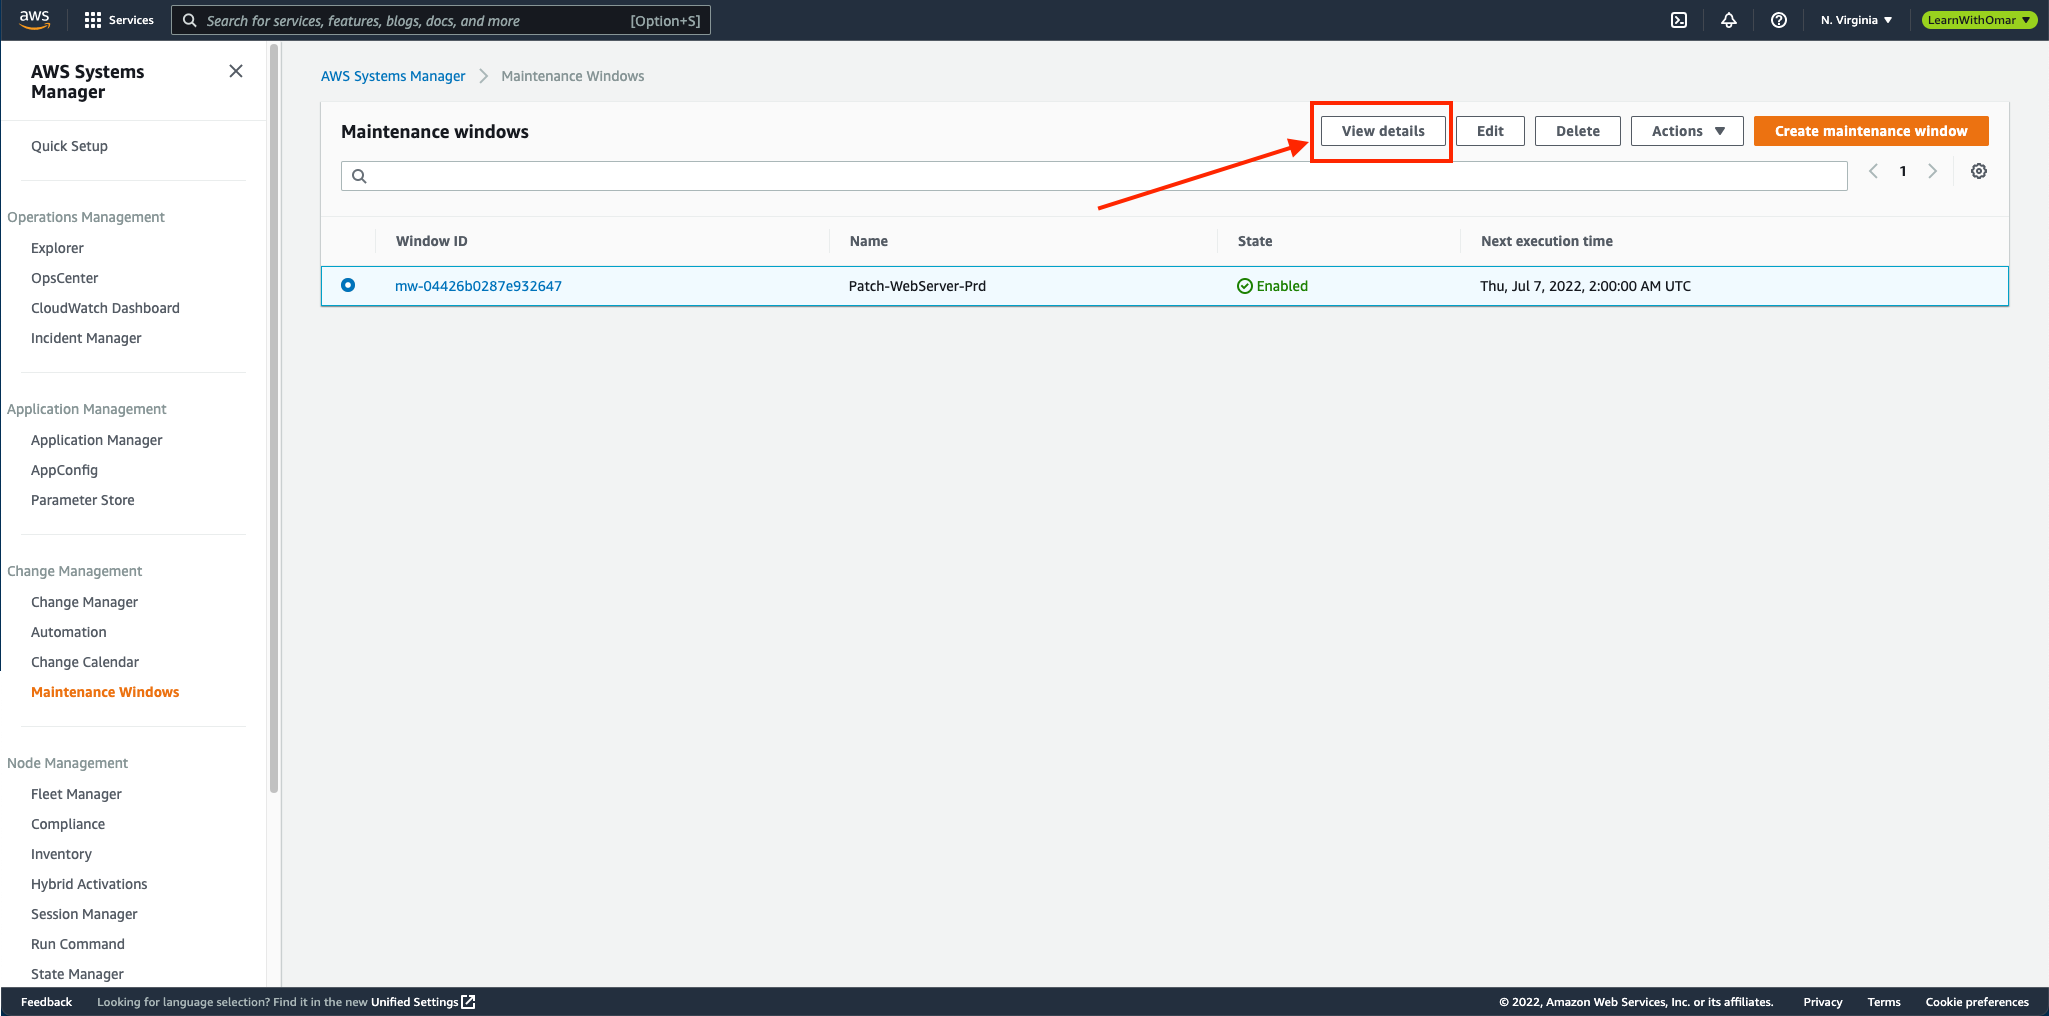 aws Services Search for services, features, blogs, docs, and more [Option+S] N. Virginia LearnWithOmar
AWS Systems
Manager
Quick Setup
Operations Management
Explorer
OpsCenter
CloudWatch Dashboard
Incident Manager
Application Management
Application Manager
AppConfig
Parameter Store
Change Management
Change Manager
Automation
Change Calendar
Maintenance Windows
Node Management
Fleet Manager
Compliance
Inventory
Hybrid Activations
Session Manager
Run Command
State Manager
AWS Systems Manager Maintenance Windows
Maintenance windows View details Edit Delete Actions Create maintenance window
1
Window ID Name State Next execution time
mw-04426b0287e932647 Patch-WebServer-Prd Enabled Thu, Jul 7, 2022, 2:00:00 AM UTC
Feedback Looking for language selection? Find it in the new Unified Settings © 2022, Amazon Web Services, Inc. or its affiliates. Privacy Terms Cookie preferences